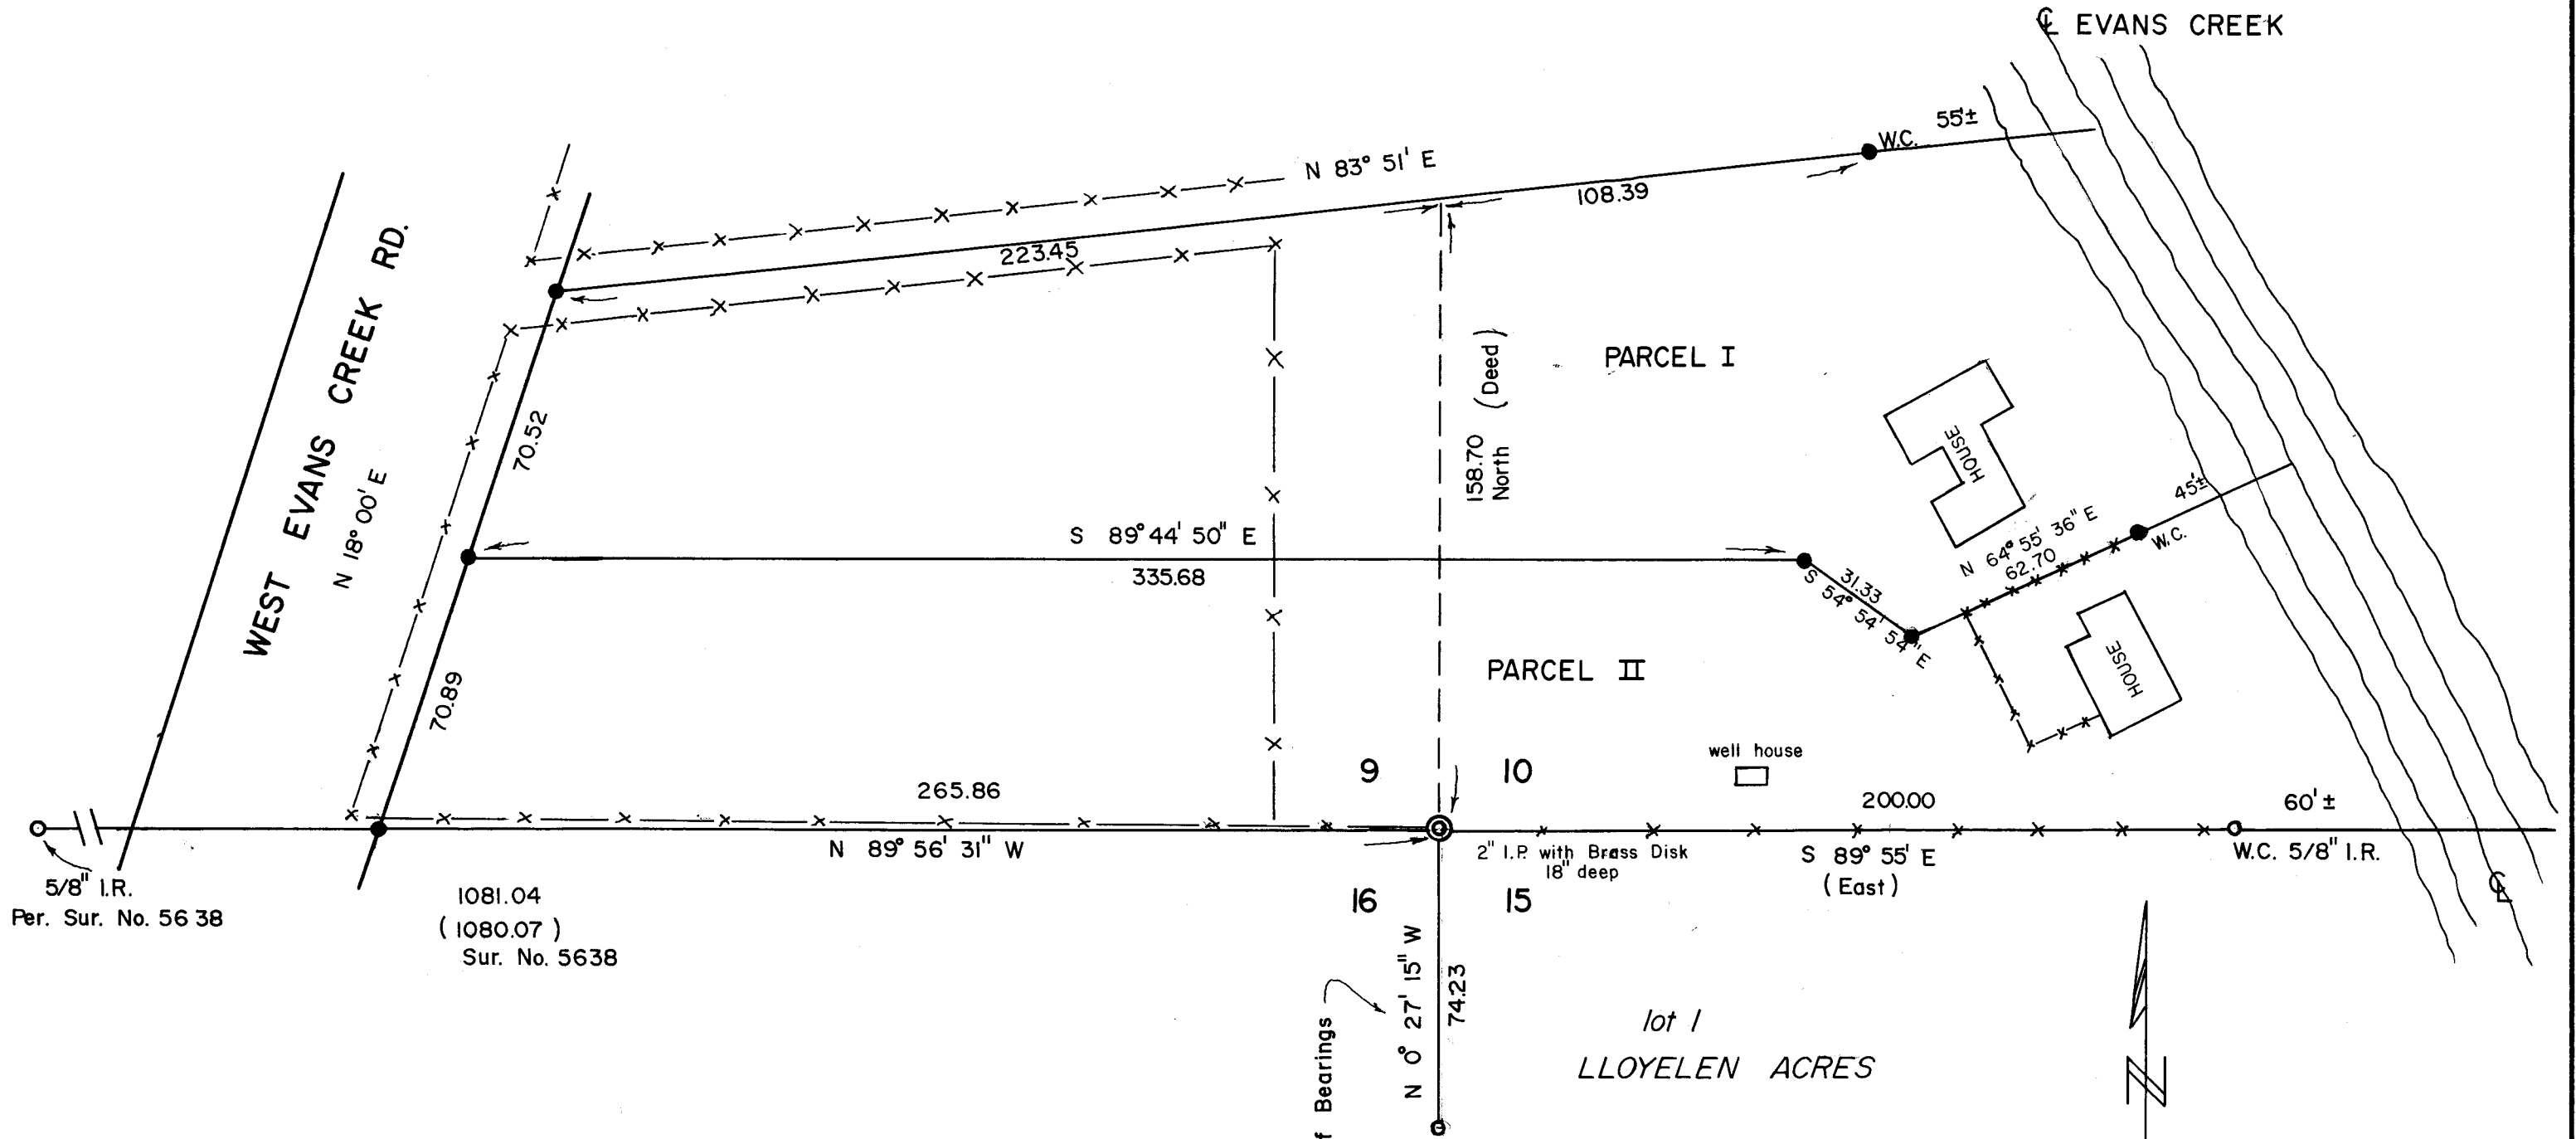 ℄ EVANS CREEK
55'±
W.C.
N 83° 51' E
108.39
223.45
WEST EVANS CREEK RD.
N 18° 00' E
70.52
158.70 (Deed)
North
PARCEL I
HOUSE
S 89° 44' 50" E
335.68
31.33
S 54° 54' 54" E
N 64° 55' 36" E
62.70
45'±
W.C.
HOUSE
70.89
PARCEL II
well house
9
10
265.86
200.00
60'±
N 89° 56' 31" W
2" I.P. with Brass Disk
18" deep
S 89° 55' E
(East)
W.C. 5/8" I.R.
℄
5/8" I.R.
Per. Sur. No. 5638
1081.04
(1080.07)
Sur. No. 5638
16
15
N 0° 27' 15" W
74.23
f Bearings
lot 1
LLOYELEN ACRES
N